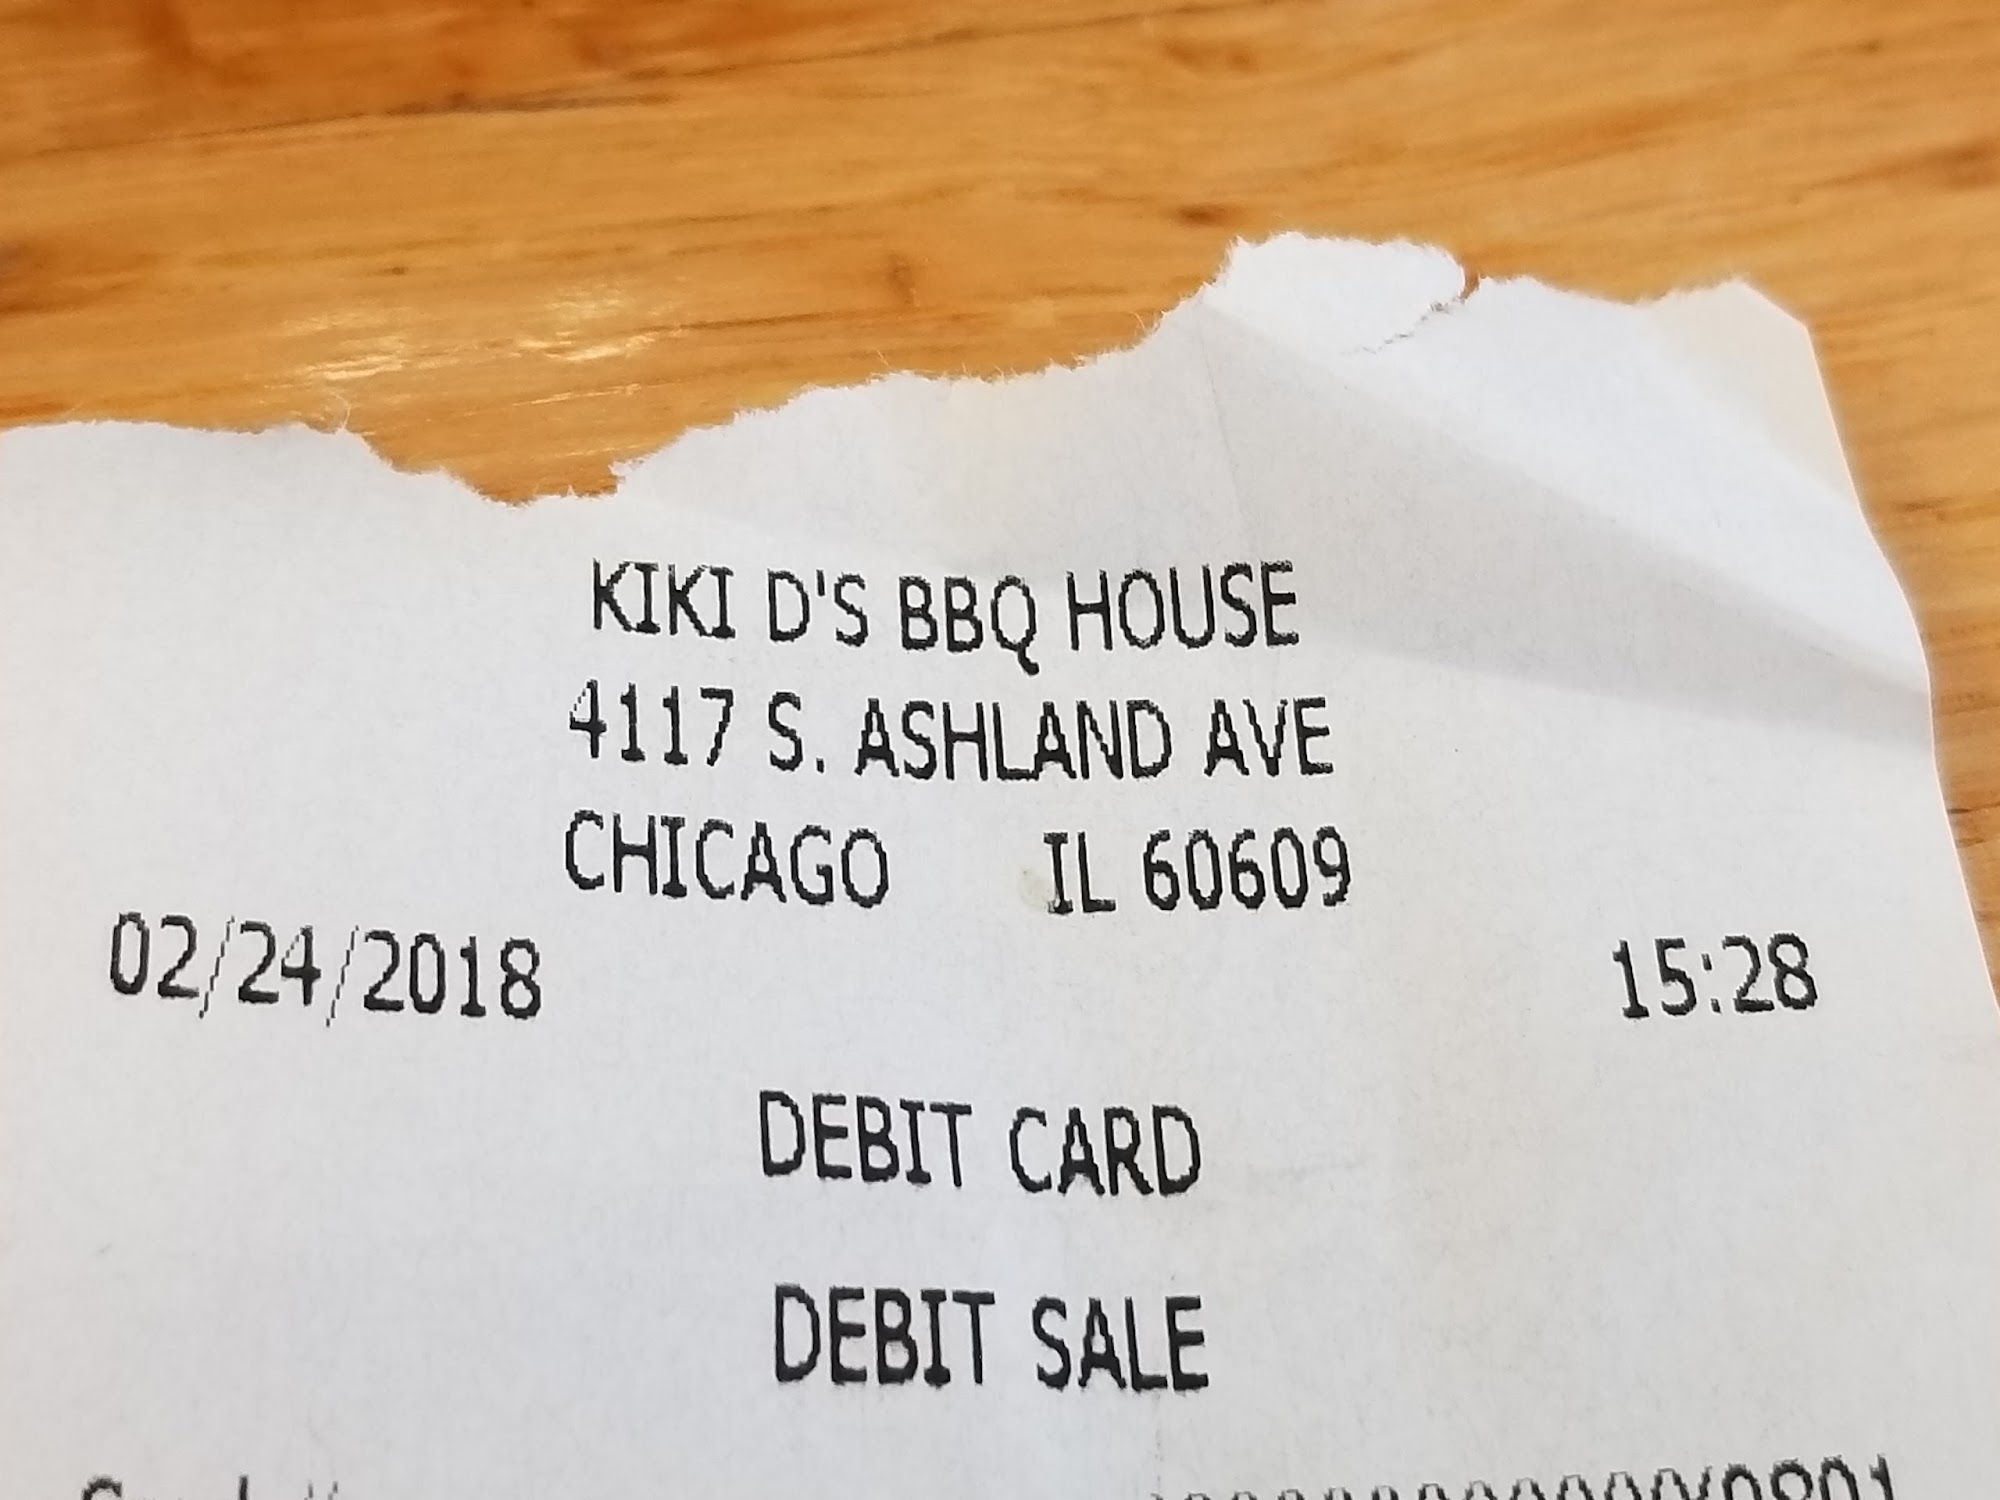 KIKI D'S BBQ HOUSE
4117 S. ASHLAND AVE
CHICAGO IL 60609
02/24/2018 15:28
DEBIT CARD
DEBIT SALE